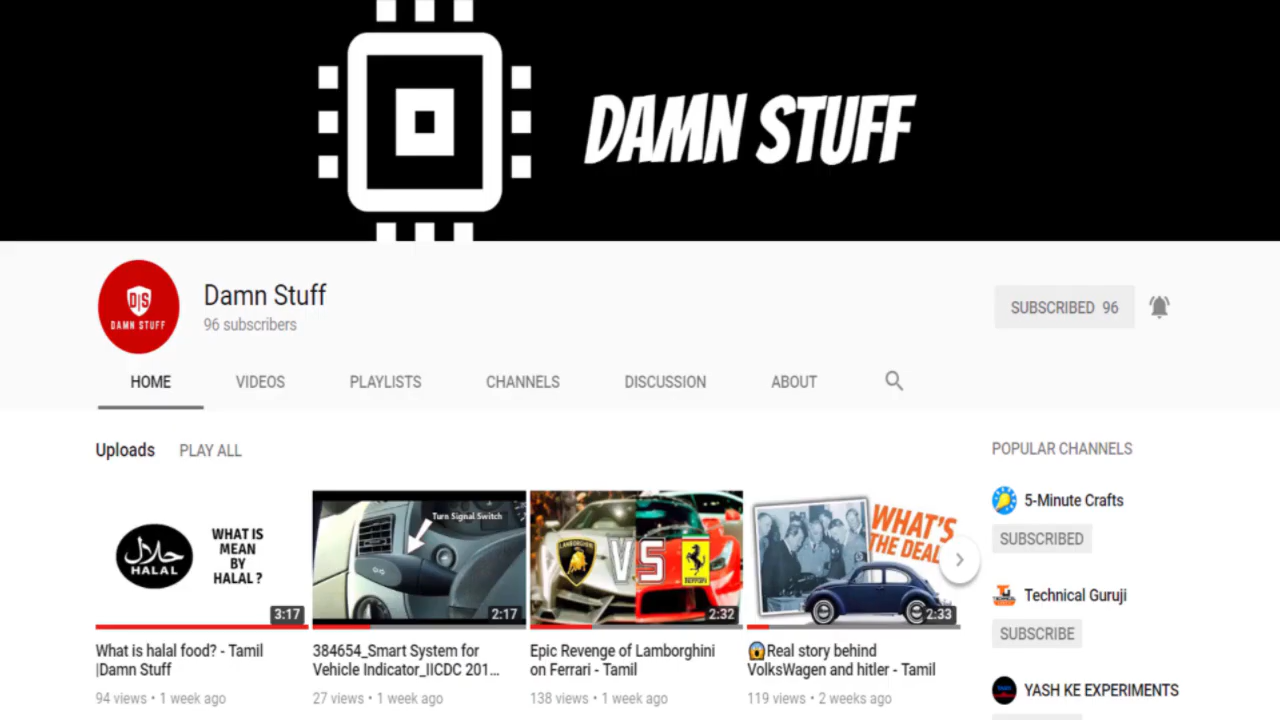 DAMN STUFF
D|S
DAMN STUFF
Damn Stuff
96 subscribers
SUBSCRIBED 96
HOME VIDEOS PLAYLISTS CHANNELS DISCUSSION ABOUT
Uploads PLAY ALL
POPULAR CHANNELS
حلال
HALAL
WHAT IS
MEAN
BY
HALAL ?
3:17
Turn Signal Switch
2:17
LAMBORGHINI
VS
Ferrari
2:32
WHAT'S
THE DEAL
2:33
What is halal food? - Tamil
|Damn Stuff
94 views • 1 week ago
384654_Smart System for
Vehicle Indicator_IICDC 201...
27 views • 1 week ago
Epic Revenge of Lamborghini
on Ferrari - Tamil
138 views • 1 week ago
😱Real story behind
VolksWagen and hitler - Tamil
119 views • 2 weeks ago
5-Minute Crafts
SUBSCRIBED
Technical Guruji
SUBSCRIBE
YASH KE EXPERIMENTS